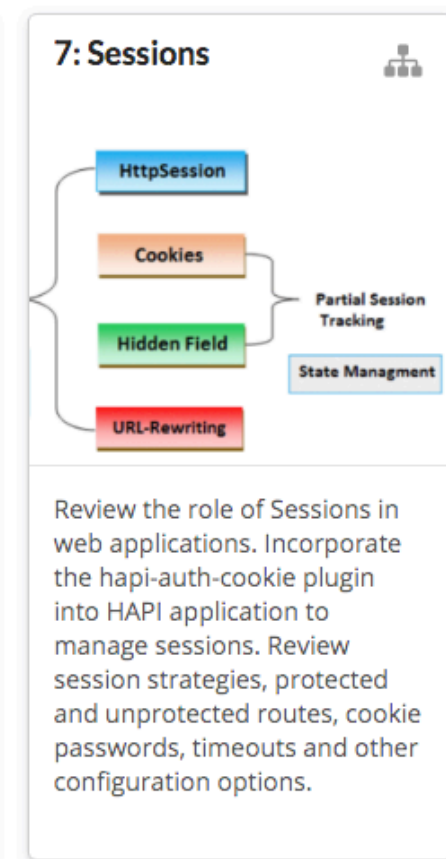 7: Sessions
HttpSession
Cookies
Hidden Field
URL-Rewriting
Partial Session
Tracking
State Managment
Review the role of Sessions in
web applications. Incorporate
the hapi-auth-cookie plugin
into HAPI application to
manage sessions. Review
session strategies, protected
and unprotected routes, cookie
passwords, timeouts and other
configuration options.